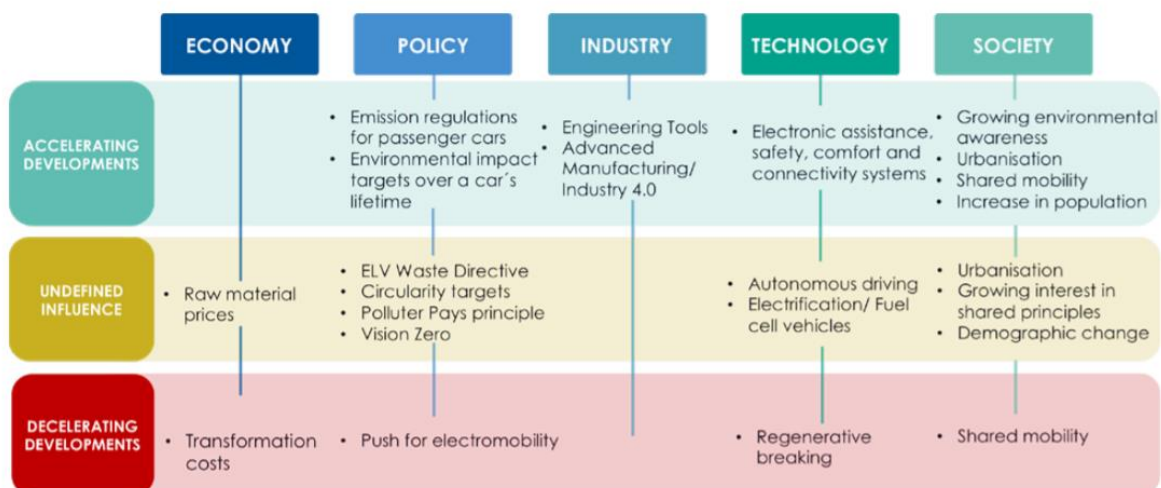 ECONOMY
POLICY
INDUSTRY
TECHNOLOGY
SOCIETY
ACCELERATING
DEVELOPMENTS
• Emission regulations
for passenger cars
• Environmental impact
targets over a car´s
lifetime
• Engineering Tools
• Advanced
Manufacturing/
Industry 4.0
• Electronic assistance,
safety, comfort and
connectivity systems
• Growing environmental
awareness
• Urbanisation
• Shared mobility
• Increase in population
UNDEFINED
INFLUENCE
• Raw material
prices
• ELV Waste Directive
• Circularity targets
• Polluter Pays principle
• Vision Zero
• Autonomous driving
• Electrification/ Fuel
cell vehicles
• Urbanisation
• Growing interest in
shared principles
• Demographic change
DECELERATING
DEVELOPMENTS
• Transformation
costs
• Push for electromobility
• Regenerative
breaking
• Shared mobility